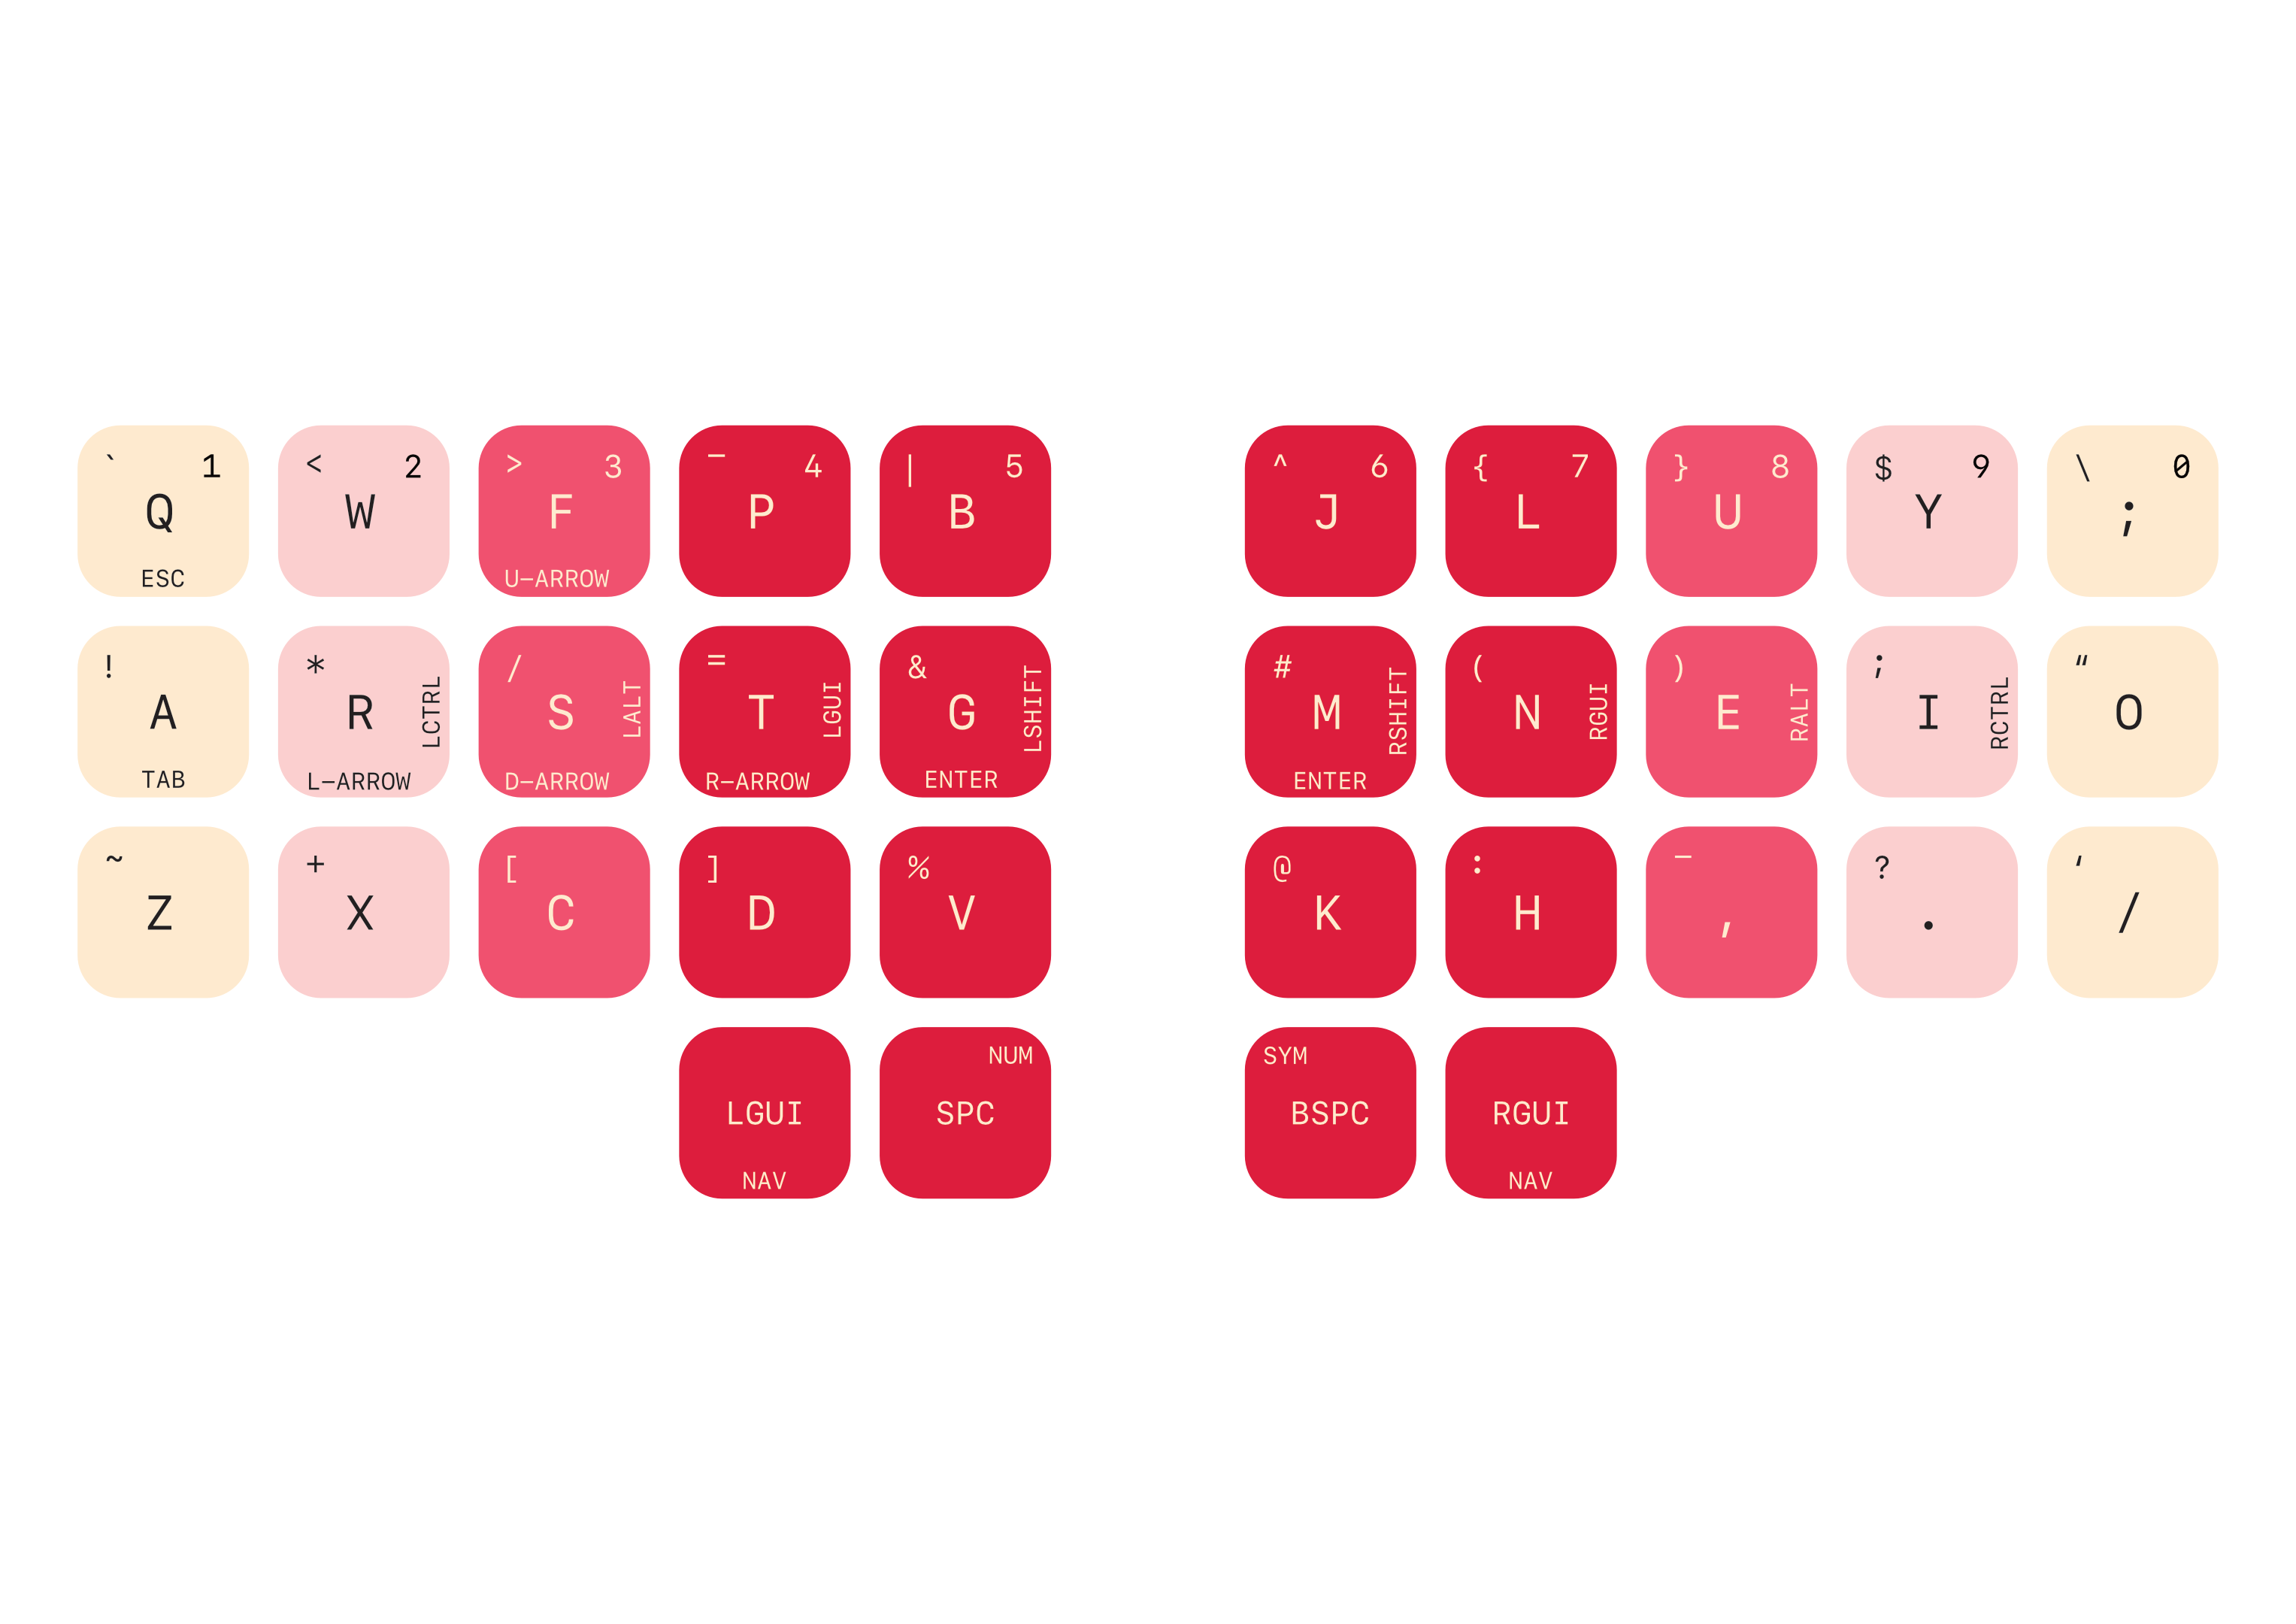 ` 1 < 2 > 3 – 4 | 5 ^ 6 { 7 } 8 $ 9 \ 0
Q W F P B J L U Y ;
ESC U–ARROW
! * / = & # ( ) ; "
A R LCTRL S LALT T LGUI G LSHIFT M RSHIFT N RGUI E RALT I RCTRL O
TAB L–ARROW D–ARROW R–ARROW ENTER ENTER
~ + [ ] % @ : – ? '
Z X C D V K H , . /
NUM SYM
LGUI SPC BSPC RGUI
NAV NAV